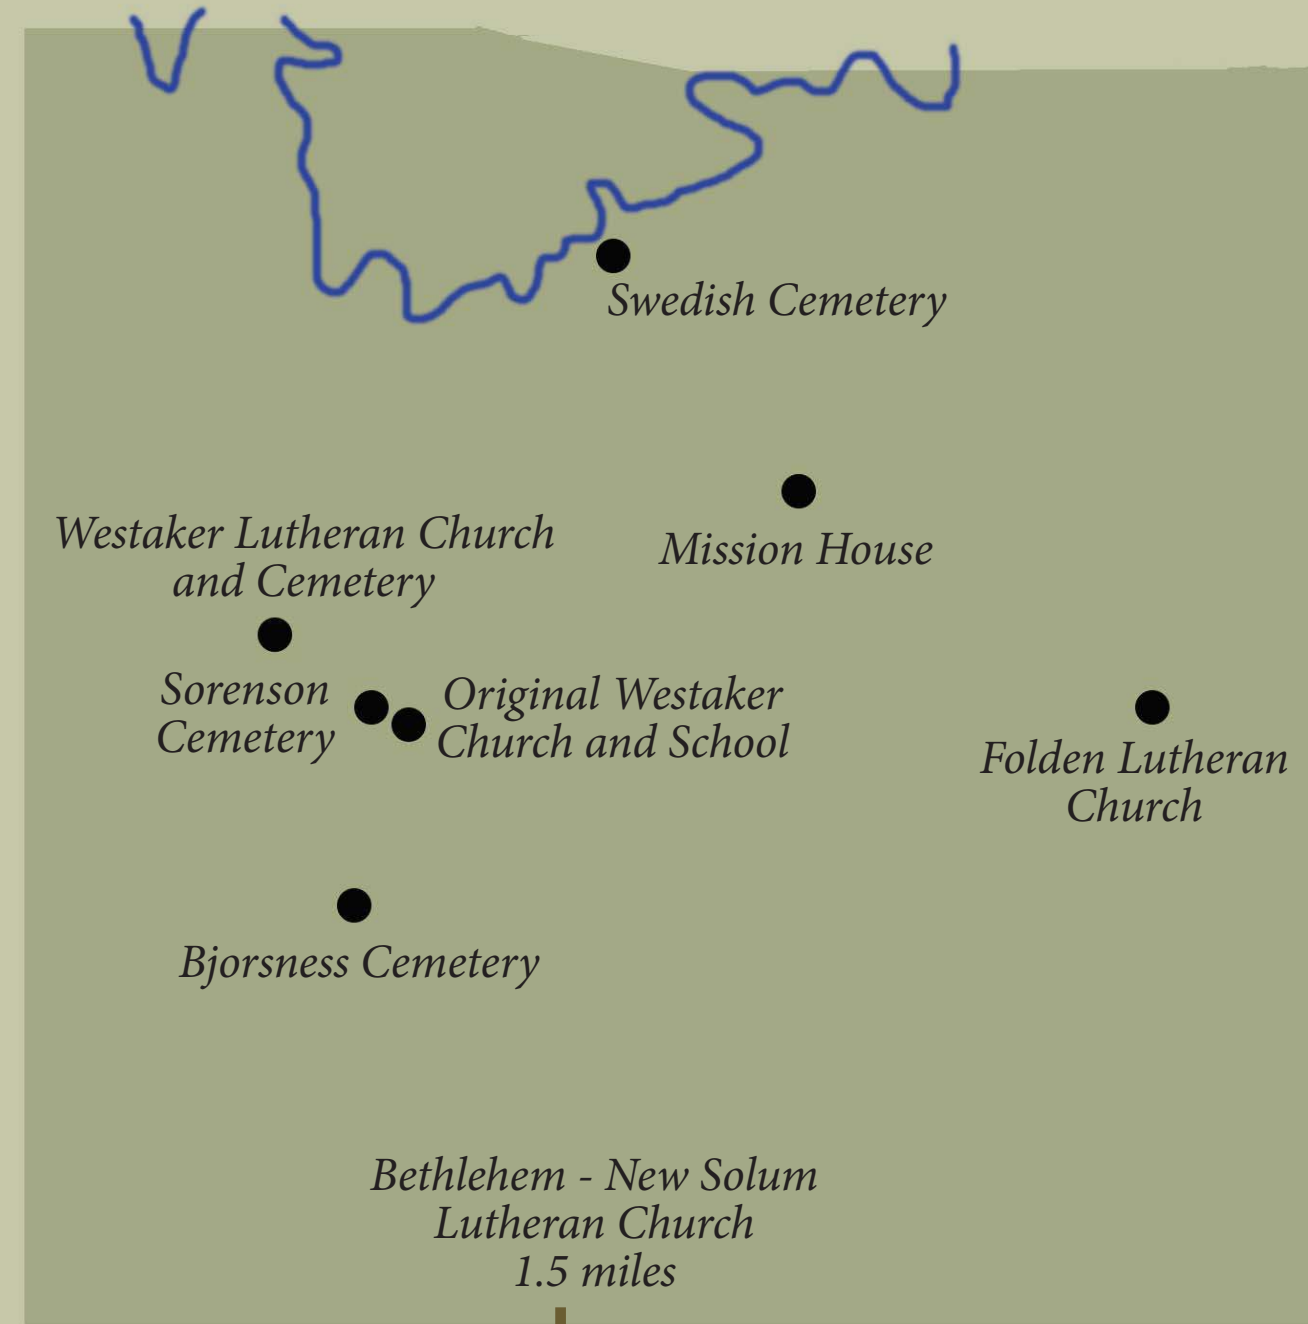 Swedish Cemetery
Mission House
Westaker Lutheran Church
and Cemetery
Sorenson
Cemetery
Original Westaker
Church and School
Folden Lutheran
Church
Bjorsness Cemetery
Bethlehem - New Solum
Lutheran Church
1.5 miles